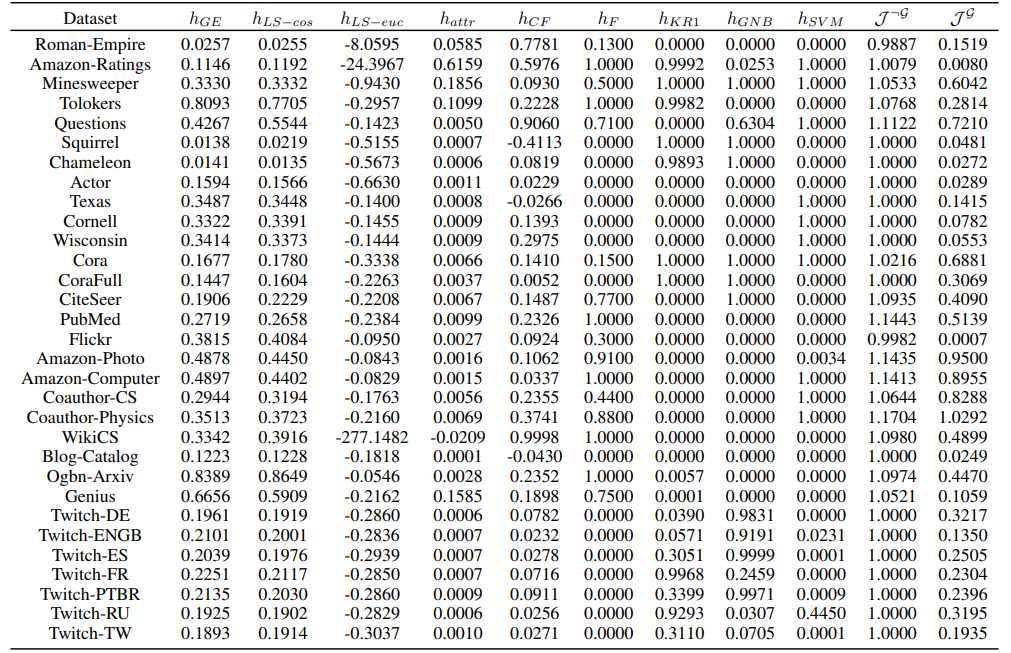 Dataset h_{GE} h_{LS-cos} h_{LS-euc} h_{attr} h_{CF} h_F h_{KR1} h_{GNB} h_{SVM} 𝒥^{¬𝒢} 𝒥^{𝒢}
Roman-Empire 0.0257 0.0255 -8.0595 0.0585 0.7781 0.1300 0.0000 0.0000 0.0000 0.9887 0.1519
Amazon-Ratings 0.1146 0.1192 -24.3967 0.6159 0.5976 1.0000 0.9992 0.0253 1.0000 1.0079 0.0080
Minesweeper 0.3330 0.3332 -0.9430 0.1856 0.0930 0.5000 1.0000 1.0000 1.0000 1.0533 0.6042
Tolokers 0.8093 0.7705 -0.2957 0.1099 0.2228 1.0000 0.9982 0.0000 0.0000 1.0768 0.2814
Questions 0.4267 0.5544 -0.1423 0.0050 0.9060 0.7100 0.0000 0.6304 0.0000 1.1122 0.7210
Squirrel 0.0138 0.0219 -0.5155 0.0007 -0.4113 0.0000 1.0000 1.0000 0.0000 1.0000 0.0481
Chameleon 0.0141 0.0135 -0.5673 0.0006 0.0819 0.0000 0.9893 1.0000 0.0000 1.0000 0.0272
Actor 0.1594 0.1566 -0.6630 0.0011 0.0229 0.0000 0.0000 0.0000 0.0000 1.0000 0.0289
Texas 0.3487 0.3448 -0.1400 0.0008 -0.0266 0.0000 0.0000 0.0000 1.0000 1.0000 0.1415
Cornell 0.3322 0.3391 -0.1455 0.0009 0.1393 0.0000 0.0000 0.0000 1.0000 1.0000 0.0782
Wisconsin 0.3414 0.3373 -0.1444 0.0009 0.2975 0.0000 0.0000 0.0000 1.0000 1.0000 0.0553
Cora 0.1677 0.1780 -0.3338 0.0066 0.1410 0.1500 1.0000 1.0000 1.0000 1.0216 0.6881
CoraFull 0.1447 0.1604 -0.2263 0.0037 0.0052 0.0000 1.0000 1.0000 0.0000 1.0000 0.3069
CiteSeer 0.1906 0.2229 -0.2208 0.0067 0.1487 0.7700 0.0000 1.0000 0.0000 1.0935 0.4090
PubMed 0.2719 0.2658 -0.2384 0.0099 0.2326 1.0000 0.0000 0.0000 0.0000 1.1443 0.5139
Flickr 0.3815 0.4084 -0.0950 0.0027 0.0924 0.3000 0.0000 0.0000 0.0000 0.9982 0.0007
Amazon-Photo 0.4878 0.4450 -0.0843 0.0016 0.1062 0.9100 0.0000 0.0000 0.0034 1.1435 0.9500
Amazon-Computer 0.4897 0.4402 -0.0829 0.0015 0.0337 1.0000 0.0000 0.0000 1.0000 1.1413 0.8955
Coauthor-CS 0.2944 0.3194 -0.1763 0.0056 0.2355 0.4400 0.0000 0.0000 1.0000 1.0644 0.8288
Coauthor-Physics 0.3513 0.3723 -0.2160 0.0069 0.3741 0.8800 0.0000 0.0000 1.0000 1.1704 1.0292
WikiCS 0.3342 0.3916 -277.1482 -0.0209 0.9998 1.0000 0.0000 0.0000 0.0000 1.0980 0.4899
Blog-Catalog 0.1223 0.1228 -0.1818 0.0001 -0.0430 0.0000 0.0000 0.0000 0.0000 1.0000 0.0249
Ogbn-Arxiv 0.8389 0.8649 -0.0546 0.0028 0.2352 1.0000 0.0057 0.0000 0.0000 1.0974 0.4470
Genius 0.6656 0.5909 -0.2162 0.1585 0.1898 0.7500 0.0001 0.0000 0.0000 1.0521 0.1059
Twitch-DE 0.1961 0.1919 -0.2860 0.0006 0.0782 0.0000 0.0390 0.9831 0.0000 1.0000 0.3217
Twitch-ENGB 0.2101 0.2001 -0.2836 0.0007 0.0232 0.0000 0.0571 0.9191 0.0231 1.0000 0.1350
Twitch-ES 0.2039 0.1976 -0.2939 0.0007 0.0278 0.0000 0.3051 0.9999 0.0001 1.0000 0.2505
Twitch-FR 0.2251 0.2117 -0.2850 0.0007 0.0716 0.0000 0.9968 0.2459 0.0000 1.0000 0.2304
Twitch-PTBR 0.2135 0.2030 -0.2860 0.0009 0.0911 0.0000 0.3399 0.9971 0.0009 1.0000 0.2396
Twitch-RU 0.1925 0.1902 -0.2829 0.0006 0.0256 0.0000 0.9293 0.0307 0.4450 1.0000 0.3195
Twitch-TW 0.1893 0.1914 -0.3037 0.0010 0.0271 0.0000 0.3110 0.0705 0.0001 1.0000 0.1935